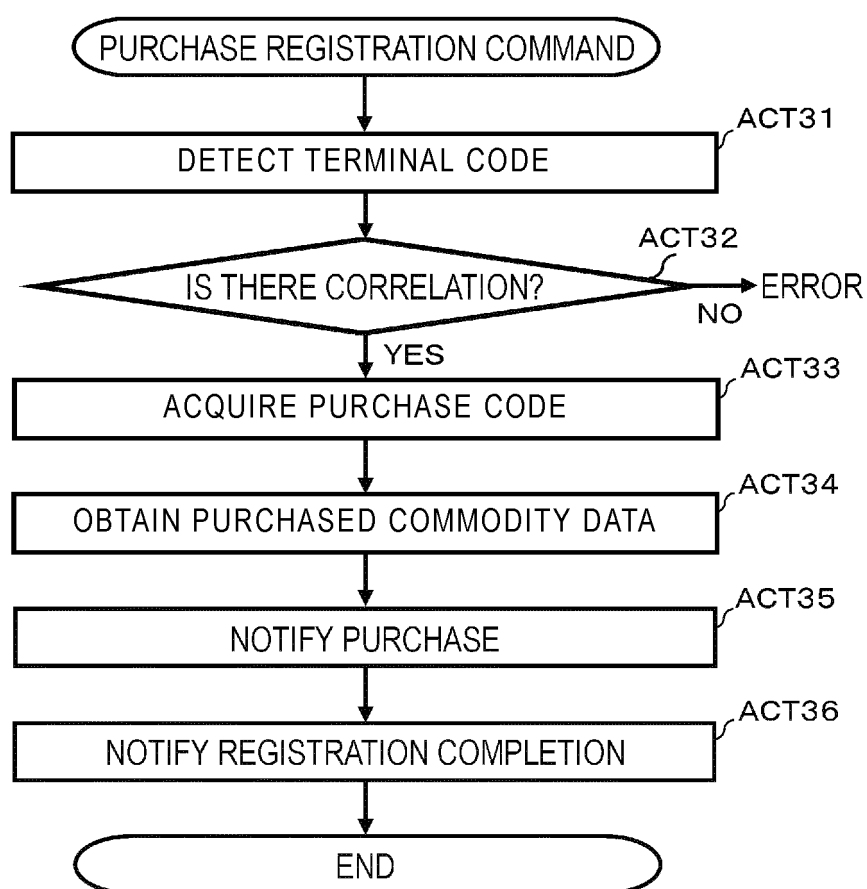 PURCHASE REGISTRATION COMMAND
ACT31
DETECT TERMINAL CODE
ACT32
IS THERE CORRELATION?
ERROR
NO
YES
ACT33
ACQUIRE PURCHASE CODE
ACT34
OBTAIN PURCHASED COMMODITY DATA
ACT35
NOTIFY PURCHASE
ACT36
NOTIFY REGISTRATION COMPLETION
END